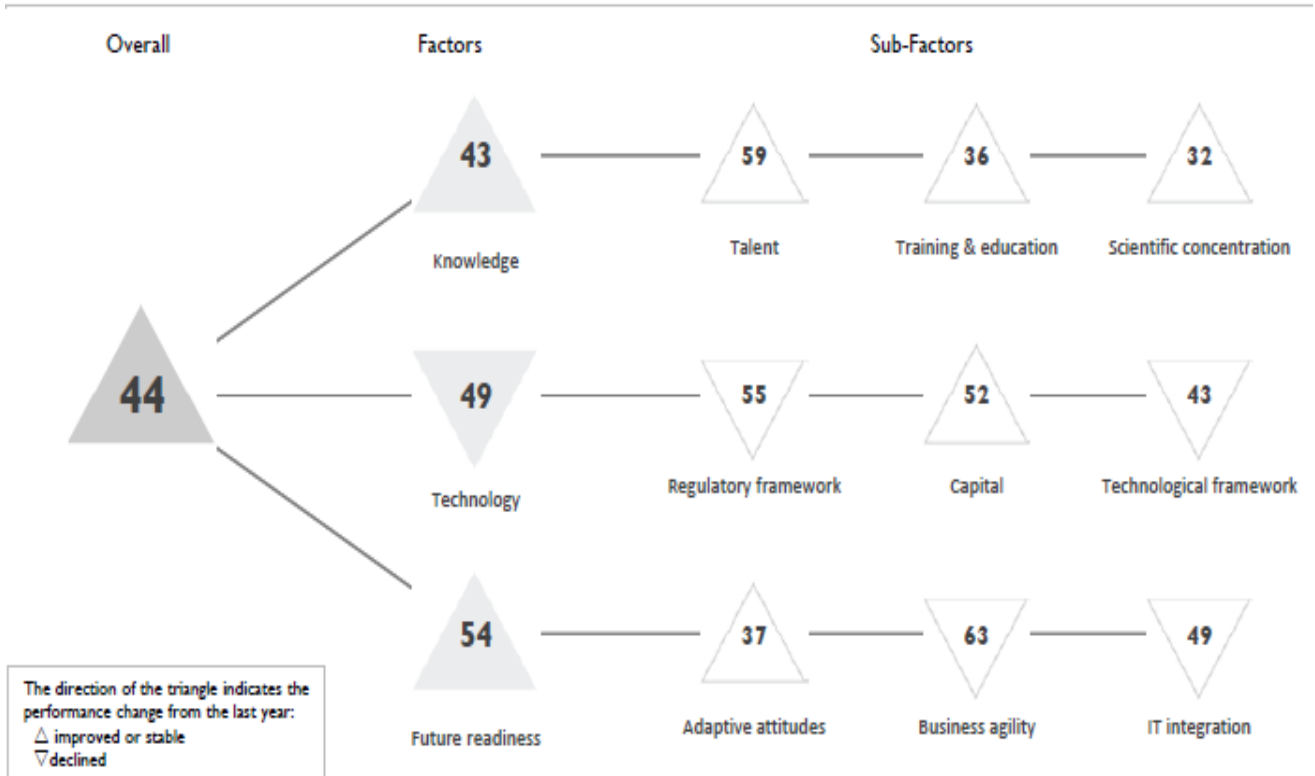 Overall Factors Sub-Factors
43 59 36 32
Knowledge Talent Training & education Scientific concentration
44 49 55 52 43
Technology Regulatory framework Capital Technological framework
54 37 63 49
Future readiness Adaptive attitudes Business agility IT integration
The direction of the triangle indicates the
performance change from the last year:
△ improved or stable
▽ declined